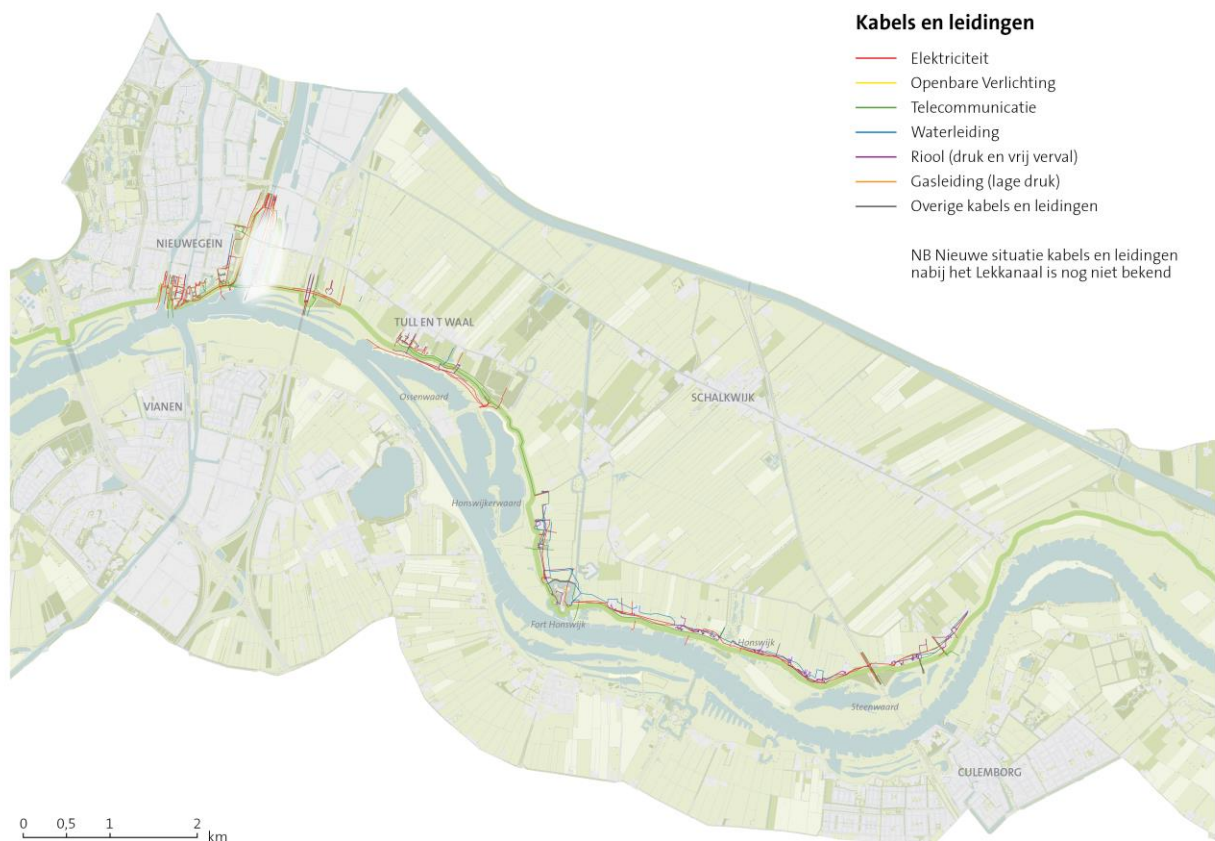 Kabels en leidingen
Elektriciteit
Openbare Verlichting
Telecommunicatie
Waterleiding
Riool (druk en vrij verval)
Gasleiding (lage druk)
Overige kabels en leidingen
NB Nieuwe situatie kabels en leidingen
nabij het Lekkanaal is nog niet bekend
NIEUWEGEIN
TULL EN T WAAL
VIANEN
Ossenwaard
SCHALKWIJK
Honswijkerwaard
Fort Honswijk
Honswijk
Steenwaard
CULEMBORG
0 0,5 1 2
km